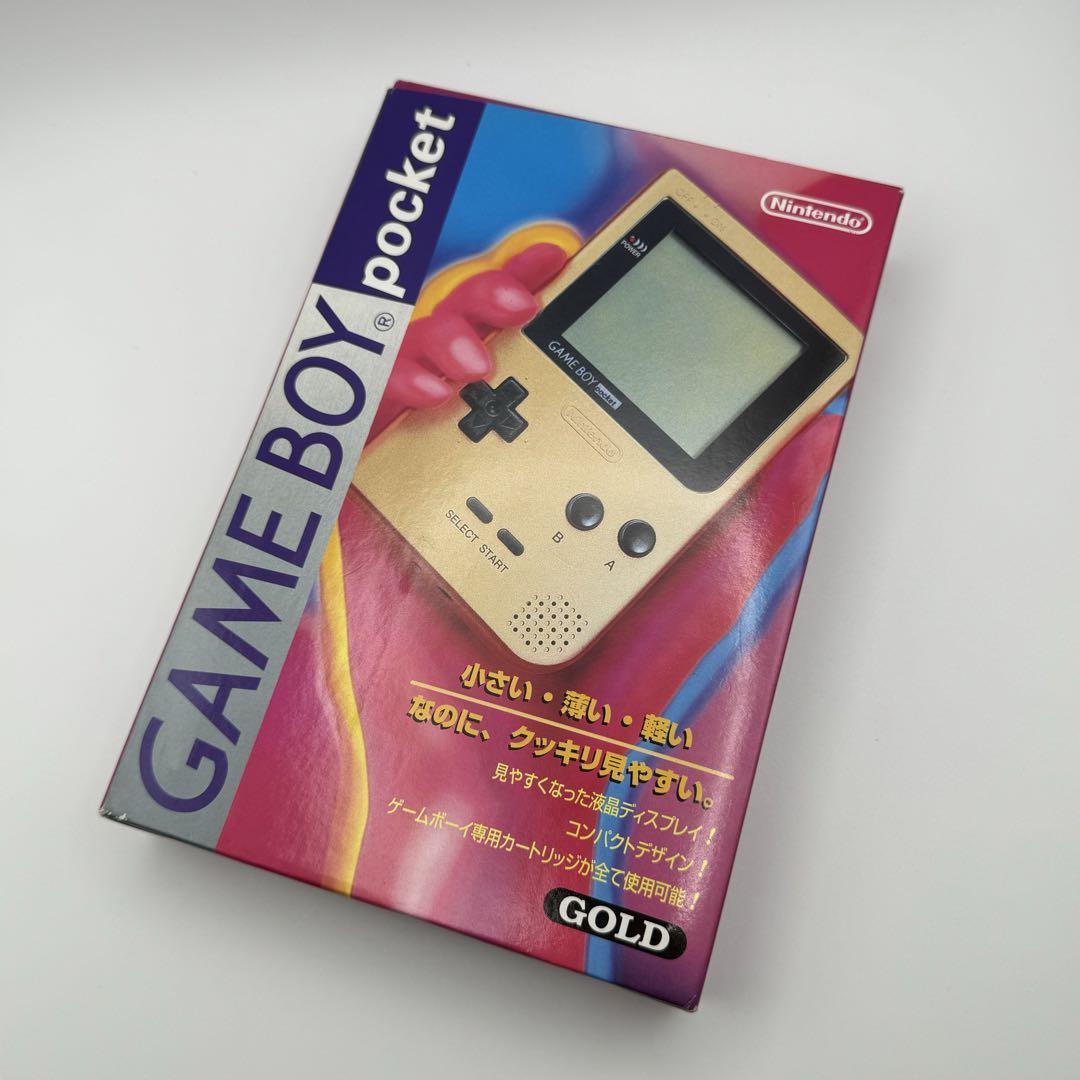 GAME BOY® pocket
Nintendo®
OFF ON
POWER
GAME BOY pocket
Nintendo
SELECT START
B
A
小さい・薄い・軽い
なのに、クッキリ見やすい。
見やすくなった液晶ディスプレイ！
コンパクトデザイン！
ゲームボーイ専用カートリッジが全て使用可能！
GOLD